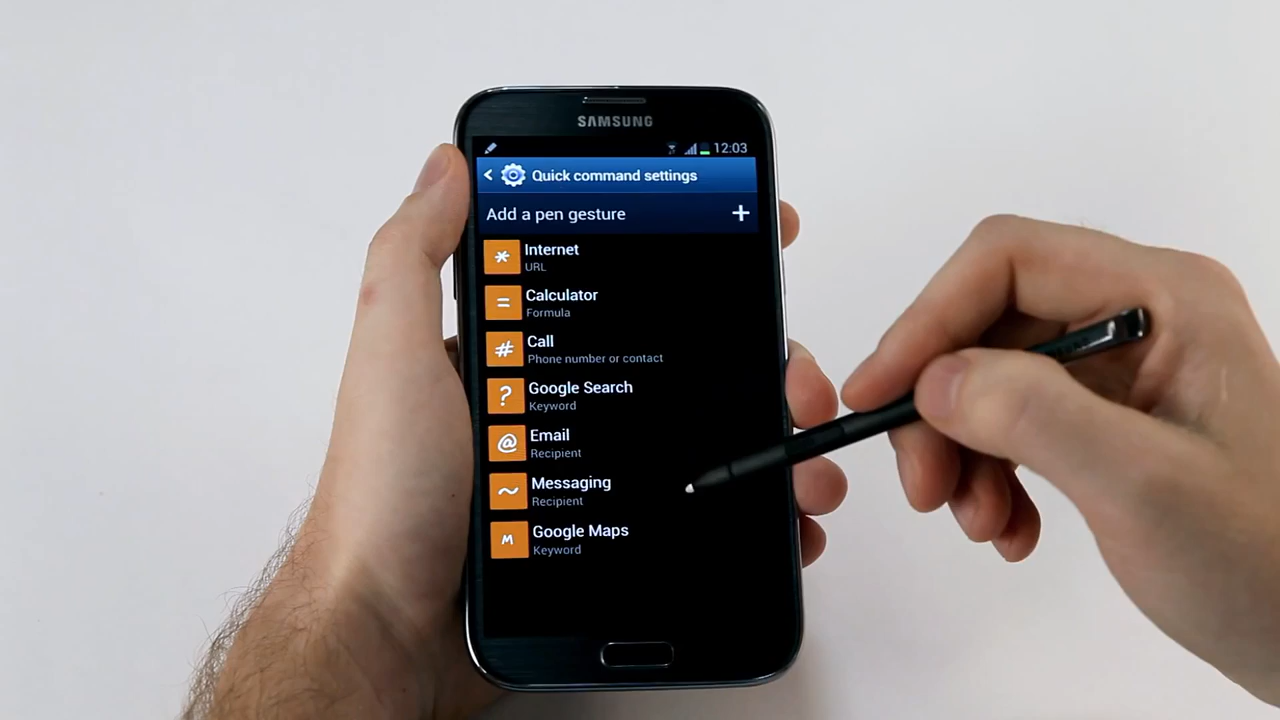 SAMSUNG
12:03
Quick command settings
Add a pen gesture +
* Internet
URL
= Calculator
Formula
# Call
Phone number or contact
? Google Search
Keyword
@ Email
Recipient
~ Messaging
Recipient
M Google Maps
Keyword